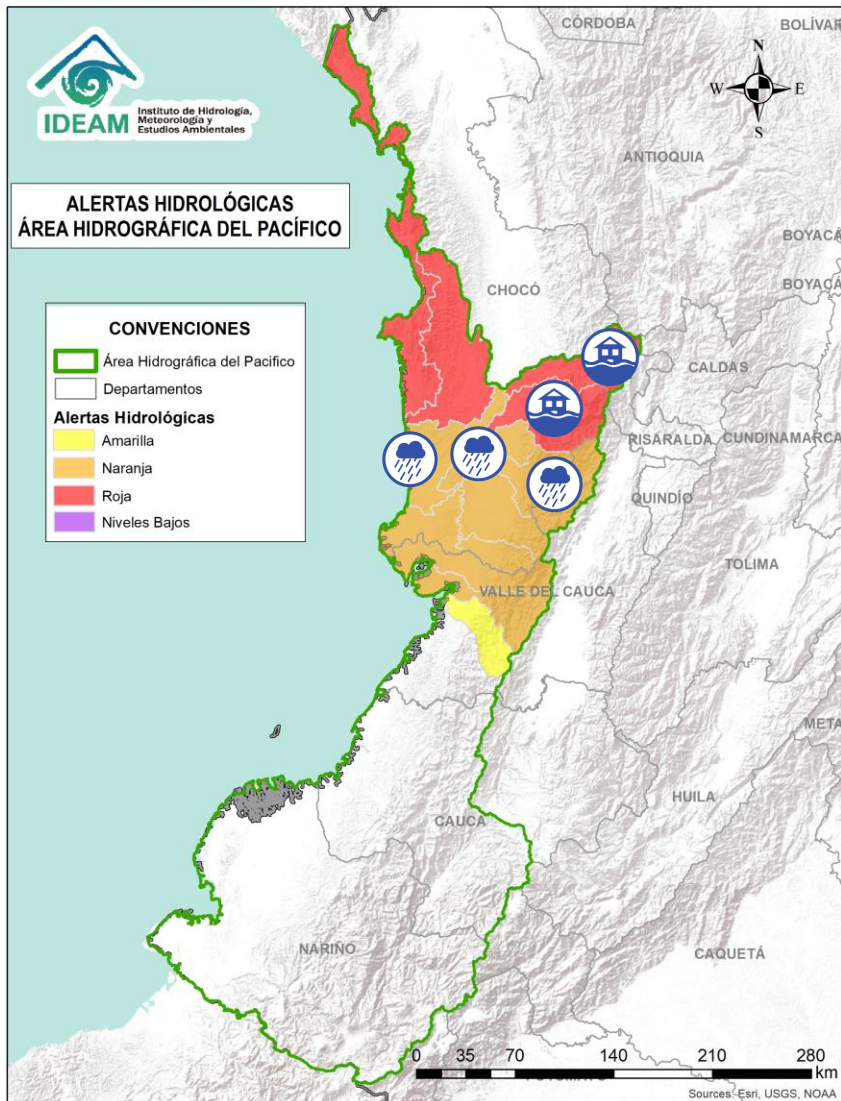 IDEAM
Instituto de Hidrología,
Meteorología y
Estudios Ambientales
ALERTAS HIDROLÓGICAS
ÁREA HIDROGRÁFICA DEL PACÍFICO
CONVENCIONES
Área Hidrográfica del Pacifico
Departamentos
Alertas Hidrológicas
Amarilla
Naranja
Roja
Niveles Bajos
N
W
E
S
CÓRDOBA
BOLÍVAR
ANTIOQUIA
BOYACÁ
BOYACÁ
CHOCÓ
CALDAS
RISARALDA
CUNDINAMARCA
QUINDÍO
TOLIMA
VALLE DEL CAUCA
META
HUILA
CAUCA
NARIÑO
CAQUETÁ
0 35 70 140 210 280
km
Sources: Esri, USGS, NOAA